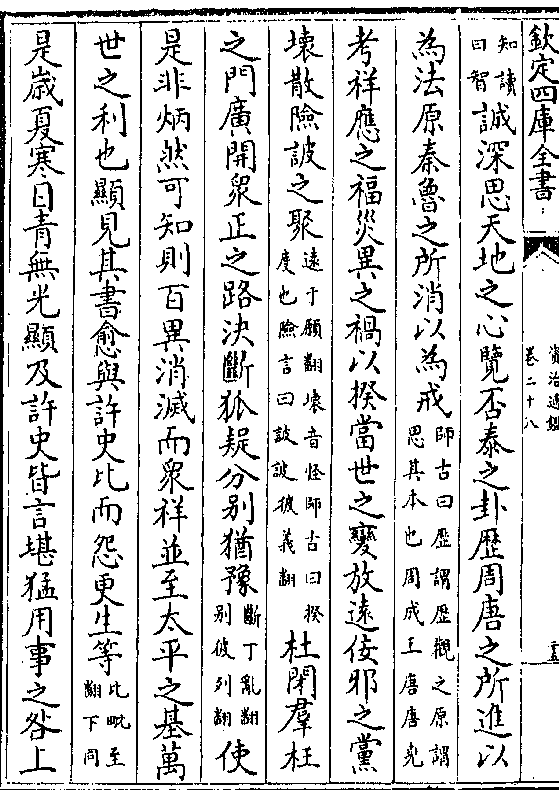 欽定四庫全書
資治通鑑
卷二十八
知讀曰智誠深思天地之心覽否泰之卦歴周唐之所進以
為法原秦魯之所消以為戒師古曰歴謂歴觀之原謂思其本也周成王唐唐堯
考祥應之福災異之禍以揆當世之變放遠佞邪之黨
壞散險詖之聚遠于願翻壞音怪師古曰揆度也險言曰詖詖彼義翻杜閉羣枉
之門廣開衆正之路決斷狐疑分别猶豫斷丁亂翻别彼列翻使
是非炳然可知則百異消滅而衆祥並至太平之基萬
世之利也顯見其書愈與許史比而怨更生等比毗至翻下同
是歳夏寒日青無光顯及許史皆言堪猛用事之咎上